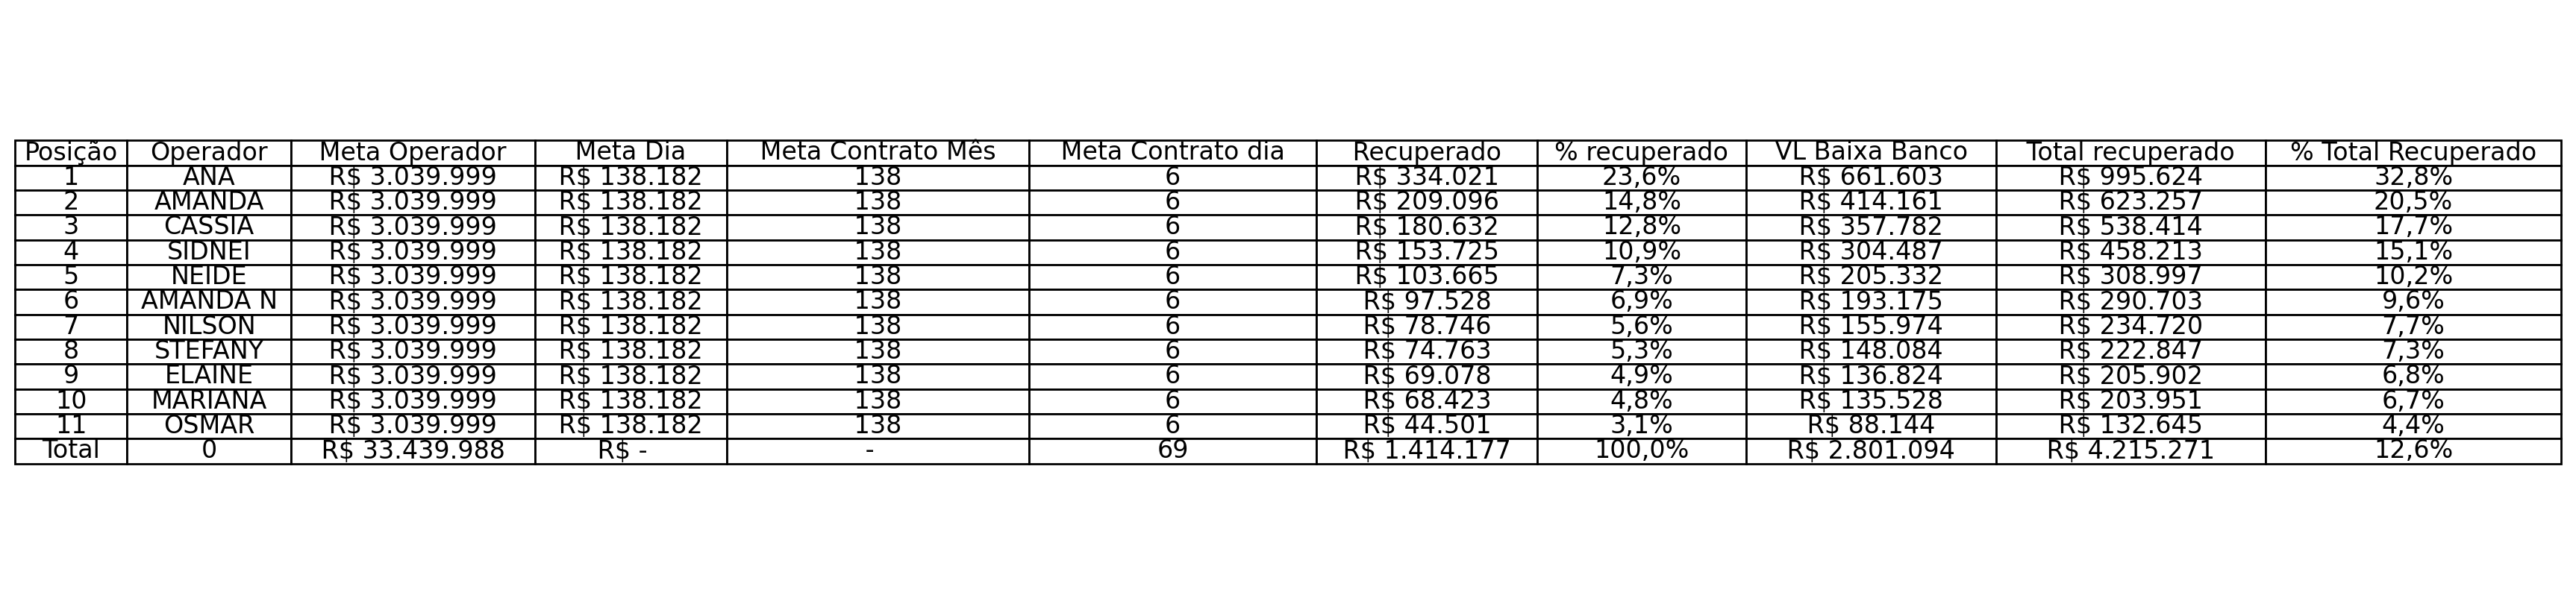 Posição Operador Meta Operador Meta Dia Meta Contrato Mês Meta Contrato dia Recuperado % recuperado VL Baixa Banco Total recuperado % Total Recuperado
1 ANA R$ 3.039.999 R$ 138.182 138 6 R$ 334.021 23,6% R$ 661.603 R$ 995.624 32,8%
2 AMANDA R$ 3.039.999 R$ 138.182 138 6 R$ 209.096 14,8% R$ 414.161 R$ 623.257 20,5%
3 CASSIA R$ 3.039.999 R$ 138.182 138 6 R$ 180.632 12,8% R$ 357.782 R$ 538.414 17,7%
4 SIDNEI R$ 3.039.999 R$ 138.182 138 6 R$ 153.725 10,9% R$ 304.487 R$ 458.213 15,1%
5 NEIDE R$ 3.039.999 R$ 138.182 138 6 R$ 103.665 7,3% R$ 205.332 R$ 308.997 10,2%
6 AMANDA N R$ 3.039.999 R$ 138.182 138 6 R$ 97.528 6,9% R$ 193.175 R$ 290.703 9,6%
7 NILSON R$ 3.039.999 R$ 138.182 138 6 R$ 78.746 5,6% R$ 155.974 R$ 234.720 7,7%
8 STEFANY R$ 3.039.999 R$ 138.182 138 6 R$ 74.763 5,3% R$ 148.084 R$ 222.847 7,3%
9 ELAINE R$ 3.039.999 R$ 138.182 138 6 R$ 69.078 4,9% R$ 136.824 R$ 205.902 6,8%
10 MARIANA R$ 3.039.999 R$ 138.182 138 6 R$ 68.423 4,8% R$ 135.528 R$ 203.951 6,7%
11 OSMAR R$ 3.039.999 R$ 138.182 138 6 R$ 44.501 3,1% R$ 88.144 R$ 132.645 4,4%
Total 0 R$ 33.439.988 R$ - - 69 R$ 1.414.177 100,0% R$ 2.801.094 R$ 4.215.271 12,6%